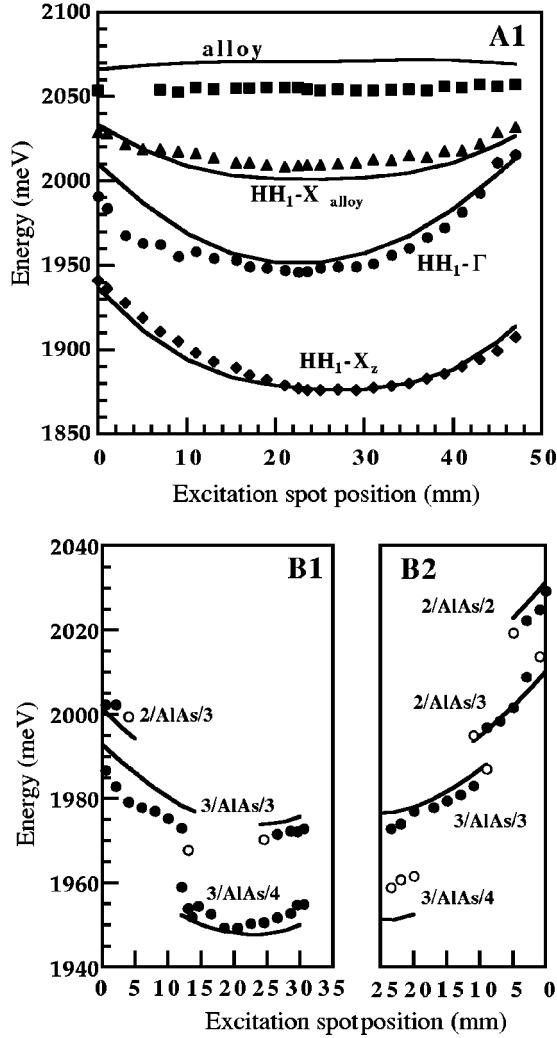 A1
alloy
2100
2050
2000
1950
1900
1850
Energy (meV)
HH1-X alloy
HH1-Γ
HH1-Xz
0 10 20 30 40 50
Excitation spot position (mm)
B1
B2
2040
2020
2000
1980
1960
1940
Energy (meV)
2/AlAs/3
3/AlAs/3
3/AlAs/4
2/AlAs/2
2/AlAs/3
3/AlAs/3
3/AlAs/4
0 5 10 15 20 25 30 35
25 20 15 10 5 0
Excitation spotposition (mm)